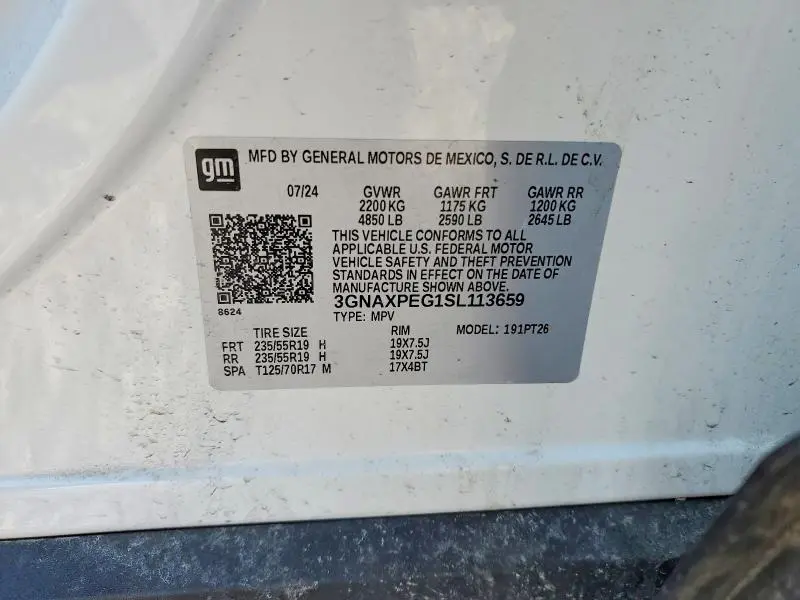 gm MFD BY GENERAL MOTORS DE MEXICO, S. DE R.L. DE C.V.
07/24 GVWR GAWR FRT GAWR RR
2200 KG 1175 KG 1200 KG
4850 LB 2590 LB 2645 LB
THIS VEHICLE CONFORMS TO ALL
APPLICABLE U.S. FEDERAL MOTOR
VEHICLE SAFETY AND THEFT PREVENTION
STANDARDS IN EFFECT ON THE DATE OF
MANUFACTURE SHOWN ABOVE.
3GNAXPEG1SL113659
8624
TYPE: MPV
TIRE SIZE RIM MODEL: 191PT26
FRT 235/55R19 H 19X7.5J
RR 235/55R19 H 19X7.5J
SPA T125/70R17 M 17X4BT